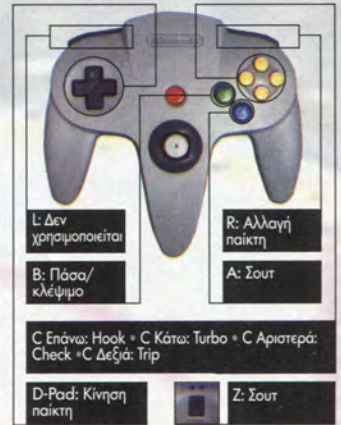 Nintendo
L: Δεν
χρησιμοποιείται
R: Αλλαγή
παίκτη
B: Πάσα/
κλέψιμο
A: Σουτ
C Επάνω: Hook • C Κάτω: Turbo • C Αριστερά:
Check •C Δεξιά: Trip
D-Pad: Κίνηση
παίκτη
Z: Σουτ